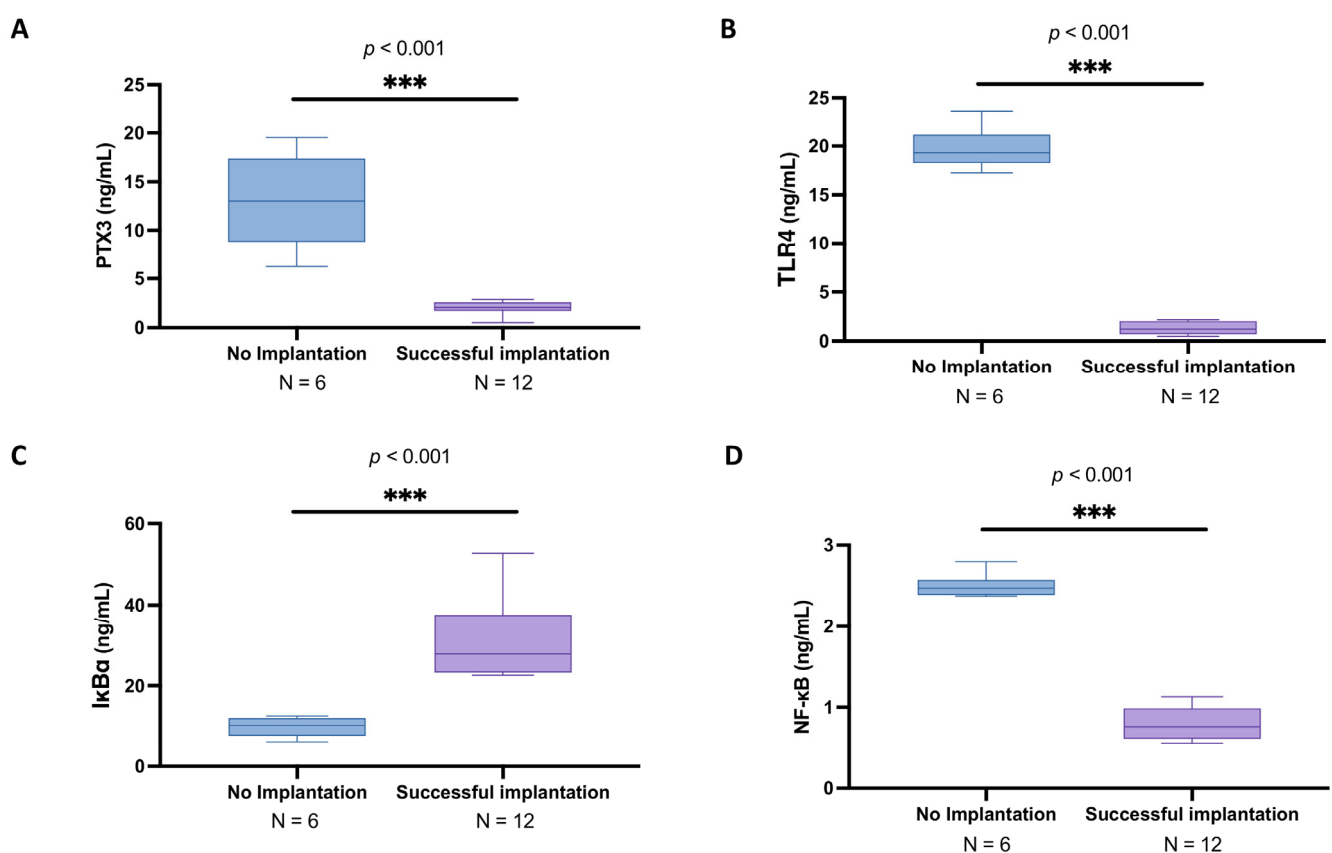 A
p < 0.001
***
PTX3 (ng/mL)
25
20
15
10
5
0
No Implantation
Successful implantation
N = 6
N = 12
B
p < 0.001
***
TLR4 (ng/mL)
25
20
15
10
5
0
No Implantation
Successful implantation
N = 6
N = 12
C
p < 0.001
***
IκBα (ng/mL)
60
40
20
0
No Implantation
Successful implantation
N = 6
N = 12
D
p < 0.001
***
NF-κB (ng/mL)
3
2
1
0
No Implantation
Successful implantation
N = 6
N = 12